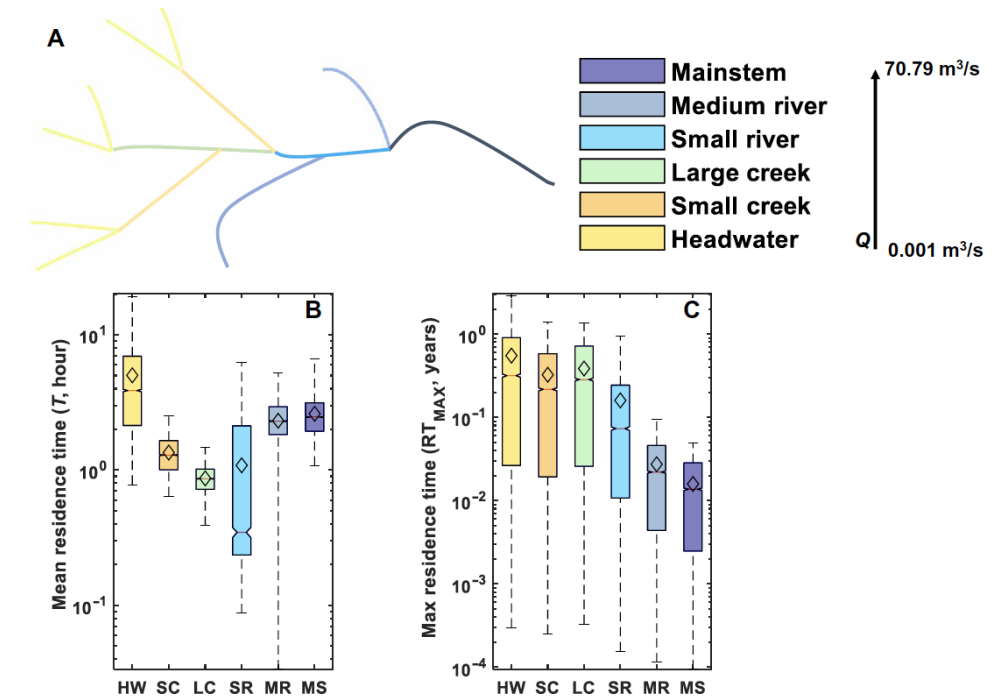 A
Mainstem
Medium river
Small river
Large creek
Small creek
Headwater
70.79 m³/s
Q
0.001 m³/s
B
Mean residence time (T, hour)
10¹
10⁰
10⁻¹
HW SC LC SR MR MS
C
Max residence time (RT_MAX, years)
10⁰
10⁻¹
10⁻²
10⁻³
10⁻⁴
HW SC LC SR MR MS